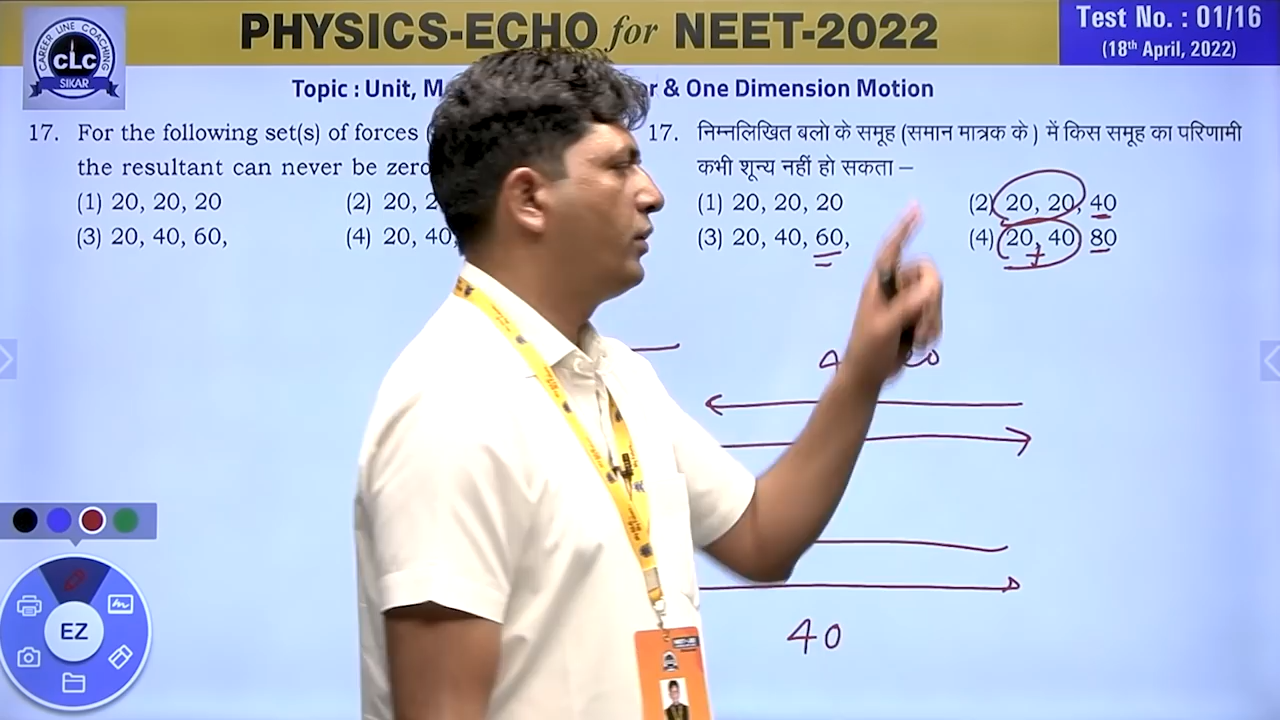 PHYSICS-ECHO for NEET-2022
Test No. : 01/16
(18th April, 2022)
CAREER LINE COACHING
CLC
SIKAR
Topic : Unit, & One Dimension Motion
17. For the following set(s) of forces
the resultant can never be zero
(1) 20, 20, 20
(2) 20,
(3) 20, 40, 60,
(4) 20, 40,
17. निम्नलिखित बलो के समूह (समान मात्रक के ) में किस समूह का परिणामी
कभी शून्य नहीं हो सकता –
(1) 20, 20, 20
(2) 20, 20, 40
(3) 20, 40, 60,
(4) 20, 40, 80
+
40
EZ